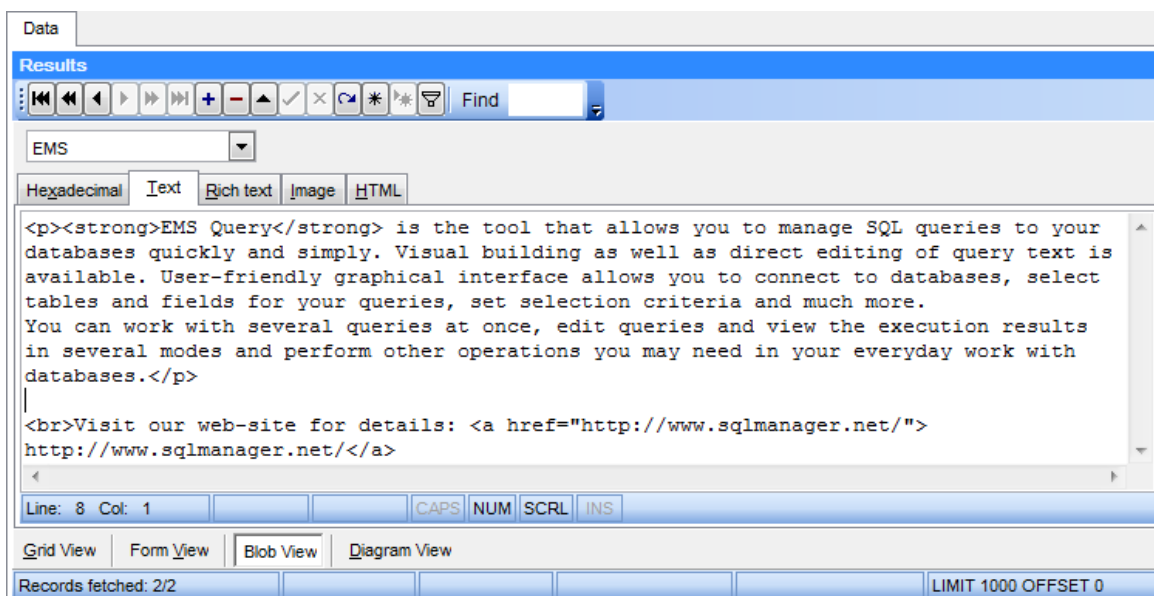 Data
Results
Find
EMS
Hexadecimal Text Rich text Image HTML
<p><strong>EMS Query</strong> is the tool that allows you to manage SQL queries to your
databases quickly and simply. Visual building as well as direct editing of query text is
available. User-friendly graphical interface allows you to connect to databases, select
tables and fields for your queries, set selection criteria and much more.
You can work with several queries at once, edit queries and view the execution results
in several modes and perform other operations you may need in your everyday work with
databases.</p>
<br>Visit our web-site for details: <a href="http://www.sqlmanager.net/">
http://www.sqlmanager.net/</a>
Line: 8 Col: 1 CAPS NUM SCRL INS
Grid View Form View Blob View Diagram View
Records fetched: 2/2 LIMIT 1000 OFFSET 0